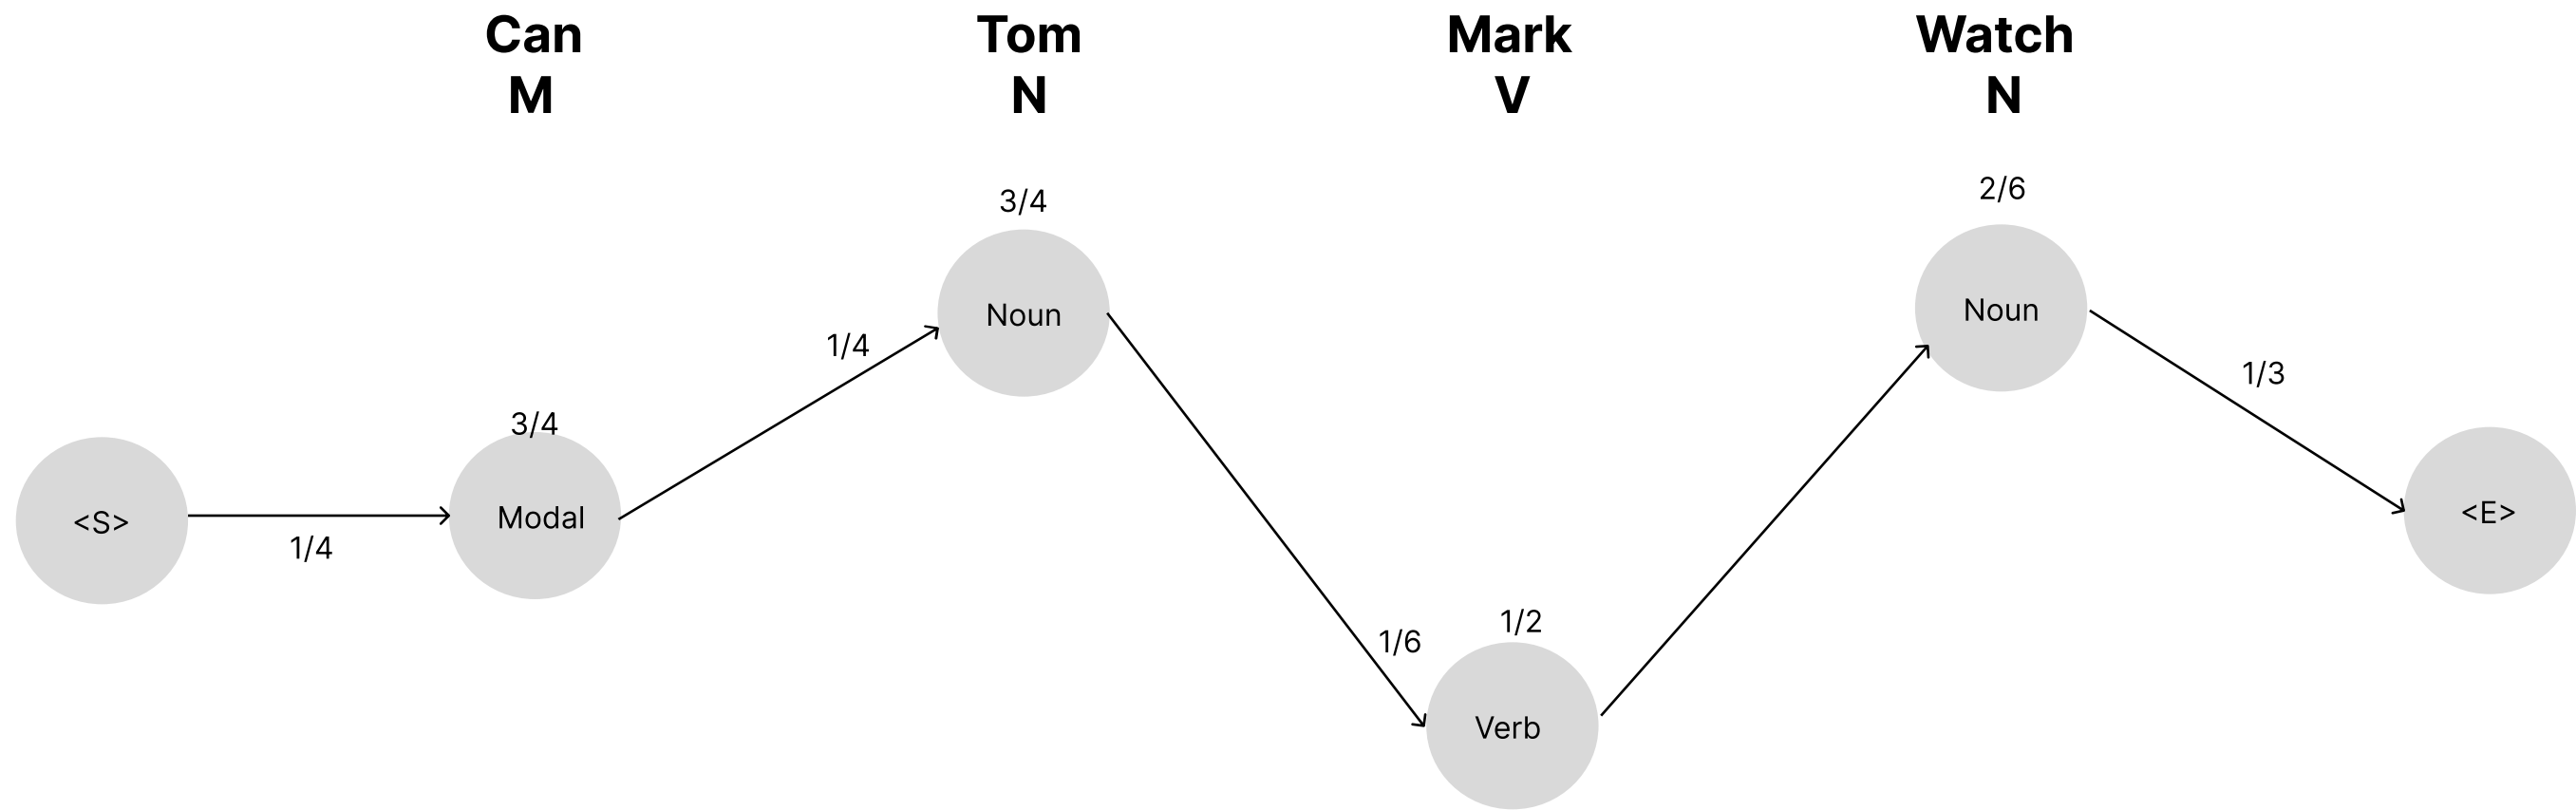 Can Tom Mark Watch
M N V N
3/4 2/6
Noun Noun
1/4 1/3
3/4
<S> Modal <E>
1/4
1/6 1/2
Verb